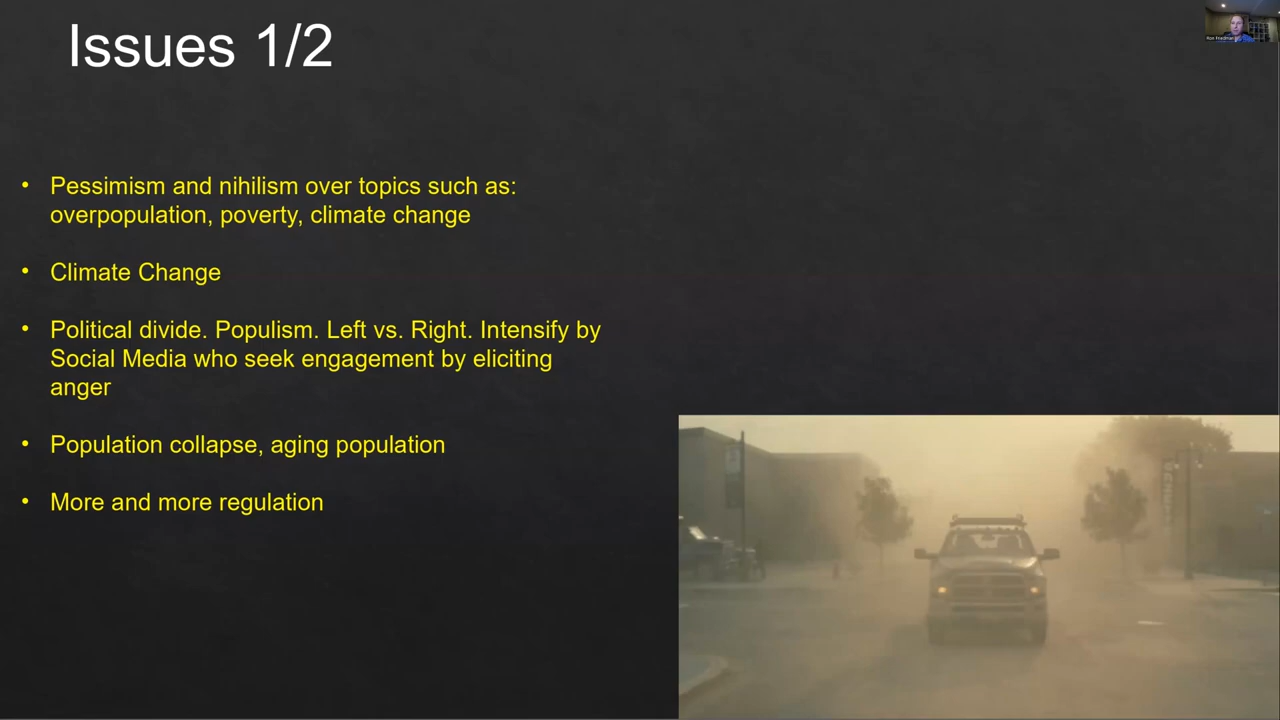 Issues 1/2
• Pessimism and nihilism over topics such as:
overpopulation, poverty, climate change
• Climate Change
• Political divide. Populism. Left vs. Right. Intensify by
Social Media who seek engagement by eliciting
anger
• Population collapse, aging population
• More and more regulation